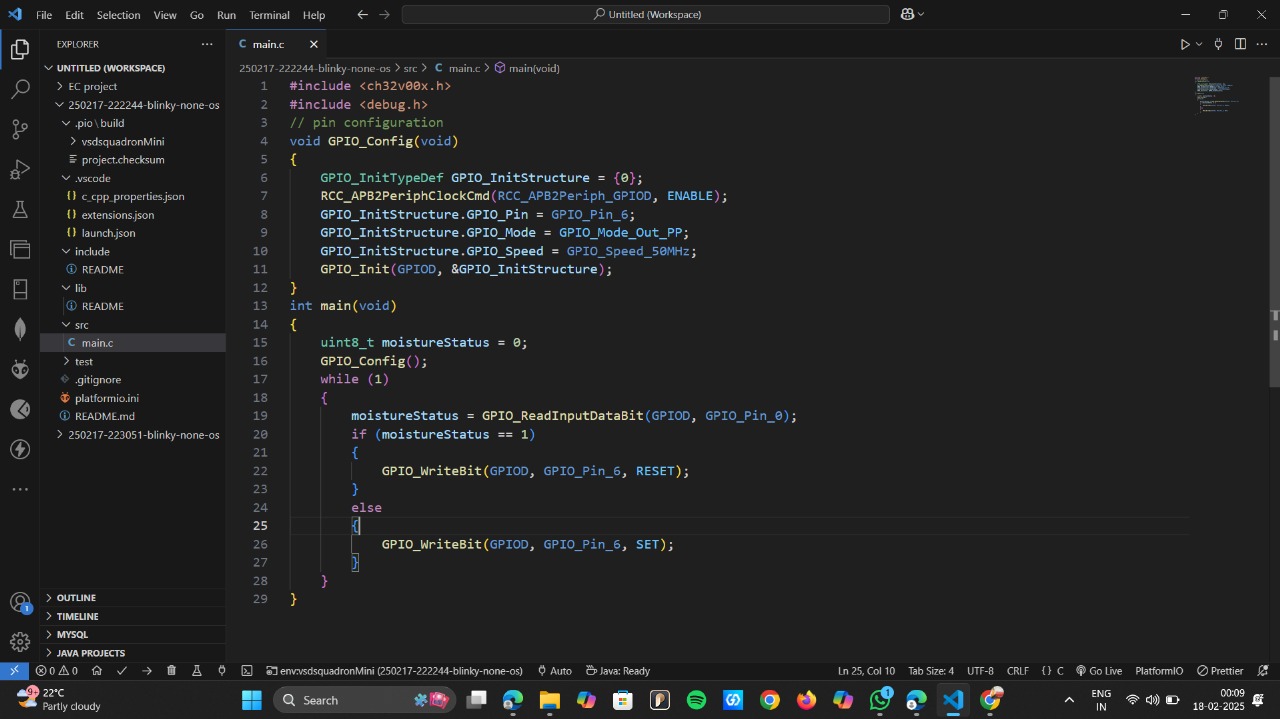 File Edit Selection View Go Run Terminal Help
Untitled (Workspace)
EXPLORER
UNTITLED (WORKSPACE)
EC project
250217-222244-blinky-none-os
.pio \ build
vsdsquadronMini
project.checksum
.vscode
c_cpp_properties.json
extensions.json
launch.json
include
README
lib
README
src
main.c
test
.gitignore
platformio.ini
README.md
250217-223051-blinky-none-os
OUTLINE
TIMELINE
MYSQL
JAVA PROJECTS
C main.c
250217-222244-blinky-none-os > src > C main.c > main(void)
1 #include <ch32v00x.h>
2 #include <debug.h>
3 // pin configuration
4 void GPIO_Config(void)
5 {
6 GPIO_InitTypeDef GPIO_InitStructure = {0};
7 RCC_APB2PeriphClockCmd(RCC_APB2Periph_GPIOD, ENABLE);
8 GPIO_InitStructure.GPIO_Pin = GPIO_Pin_6;
9 GPIO_InitStructure.GPIO_Mode = GPIO_Mode_Out_PP;
10 GPIO_InitStructure.GPIO_Speed = GPIO_Speed_50MHz;
11 GPIO_Init(GPIOD, &GPIO_InitStructure);
12 }
13 int main(void)
14 {
15 uint8_t moistureStatus = 0;
16 GPIO_Config();
17 while (1)
18 {
19 moistureStatus = GPIO_ReadInputDataBit(GPIOD, GPIO_Pin_0);
20 if (moistureStatus == 1)
21 {
22 GPIO_WriteBit(GPIOD, GPIO_Pin_6, RESET);
23 }
24 else
25 {
26 GPIO_WriteBit(GPIOD, GPIO_Pin_6, SET);
27 }
28 }
29 }
1
0 0 env:vsdsquadronMini (250217-222244-blinky-none-os) Auto Java: Ready Ln 25, Col 10 Tab Size: 4 UTF-8 CRLF {} C Go Live PlatformIO Prettier
9+ 22°C
Partly cloudy
Search
1
ENG
IN
00:09
18-02-2025